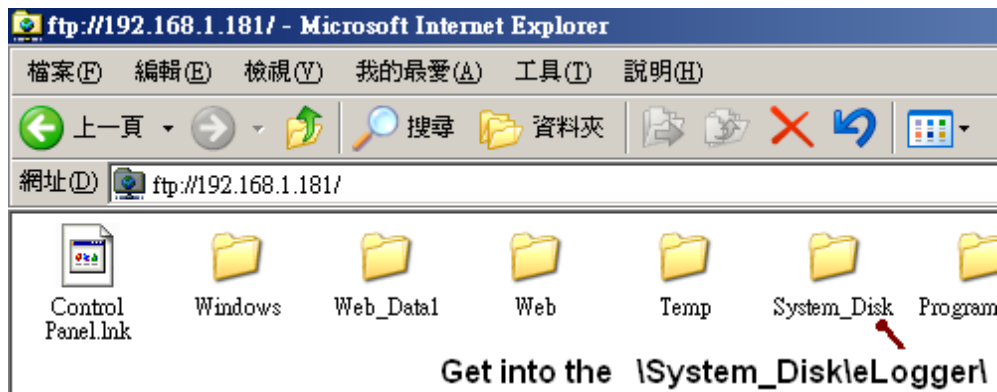 ftp://192.168.1.181/ - Microsoft Internet Explorer
檔案(F) 編輯(E) 檢視(V) 我的最愛(A) 工具(T) 說明(H)
上一頁 搜尋 資料夾
網址(D) ftp://192.168.1.181/
Control Panel.lnk Windows Web_Data1 Web Temp System_Disk Program
Get into the \System_Disk\eLogger\